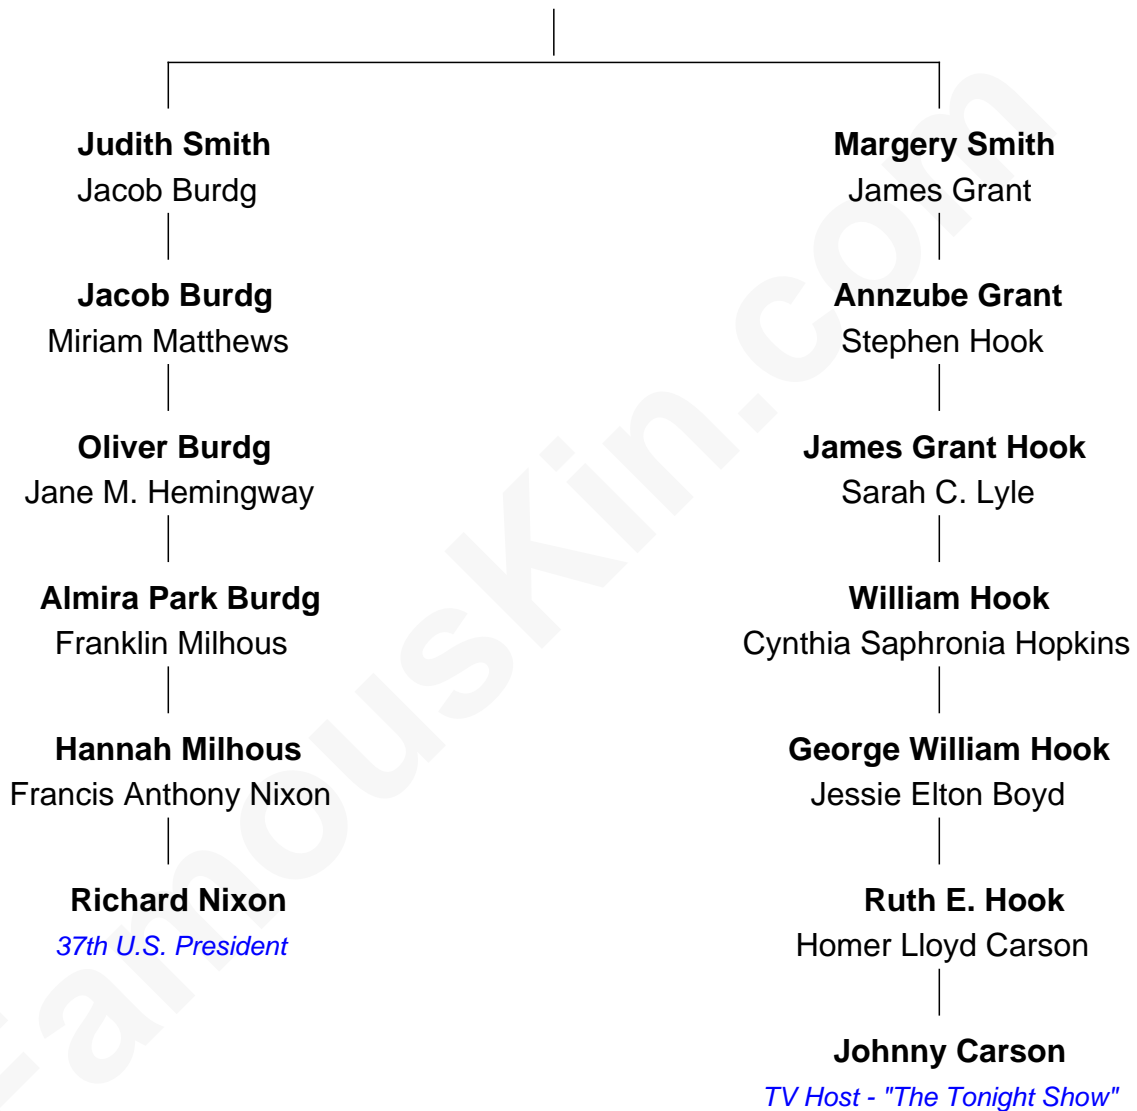 Judith Smith
Jacob Burdg
Margery Smith
James Grant
Jacob Burdg
Miriam Matthews
Annzube Grant
Stephen Hook
Oliver Burdg
Jane M. Hemingway
James Grant Hook
Sarah C. Lyle
Almira Park Burdg
Franklin Milhous
William Hook
Cynthia Saphronia Hopkins
Hannah Milhous
Francis Anthony Nixon
George William Hook
Jessie Elton Boyd
Richard Nixon
37th U.S. President
Ruth E. Hook
Homer Lloyd Carson
Johnny Carson
TV Host - "The Tonight Show"
FamousKin.com